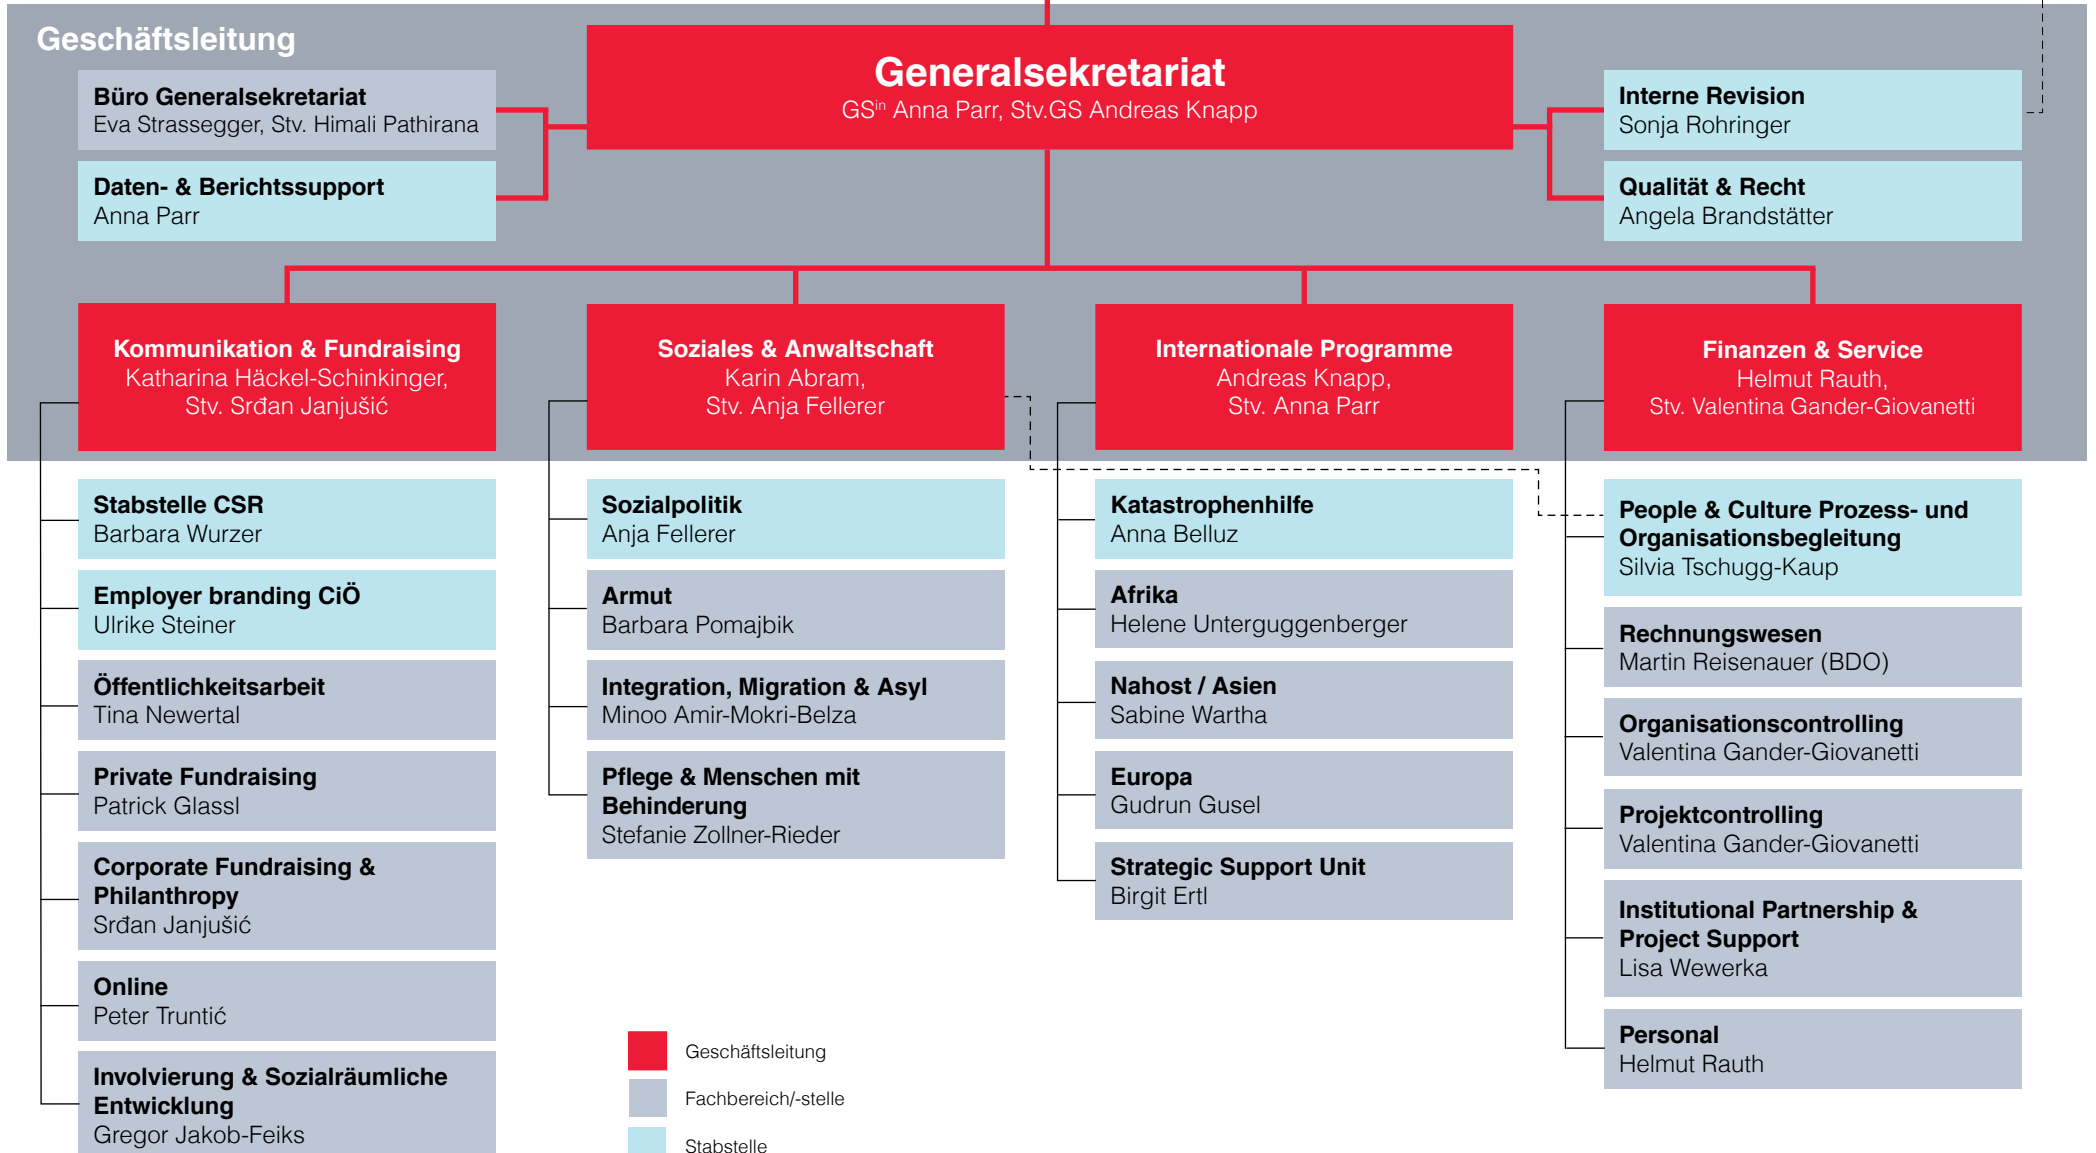 Geschäftsleitung
Generalsekretariat
GSⁱⁿ Anna Parr, Stv.GS Andreas Knapp
Büro Generalsekretariat
Eva Strassegger, Stv. Himali Pathirana
Daten- & Berichtssupport
Anna Parr
Interne Revision
Sonja Rohringer
Qualität & Recht
Angela Brandstätter
Kommunikation & Fundraising
Katharina Häckel-Schinkinger,
Stv. Srđan Janjušić
Stabstelle CSR
Barbara Wurzer
Employer branding CiÖ
Ulrike Steiner
Öffentlichkeitsarbeit
Tina Newertal
Private Fundraising
Patrick Glassl
Corporate Fundraising &
Philanthropy
Srđan Janjušić
Online
Peter Truntić
Involvierung & Sozialräumliche
Entwicklung
Gregor Jakob-Feiks
Soziales & Anwaltschaft
Karin Abram,
Stv. Anja Fellerer
Sozialpolitik
Anja Fellerer
Armut
Barbara Pomajbik
Integration, Migration & Asyl
Minoo Amir-Mokri-Belza
Pflege & Menschen mit
Behinderung
Stefanie Zollner-Rieder
Internationale Programme
Andreas Knapp,
Stv. Anna Parr
Katastrophenhilfe
Anna Belluz
Afrika
Helene Unterguggenberger
Nahost / Asien
Sabine Wartha
Europa
Gudrun Gusel
Strategic Support Unit
Birgit Ertl
Finanzen & Service
Helmut Rauth,
Stv. Valentina Gander-Giovanetti
People & Culture Prozess- und
Organisationsbegleitung
Silvia Tschugg-Kaup
Rechnungswesen
Martin Reisenauer (BDO)
Organisationscontrolling
Valentina Gander-Giovanetti
Projektcontrolling
Valentina Gander-Giovanetti
Institutional Partnership &
Project Support
Lisa Wewerka
Personal
Helmut Rauth
Geschäftsleitung
Fachbereich/-stelle
Stabstelle